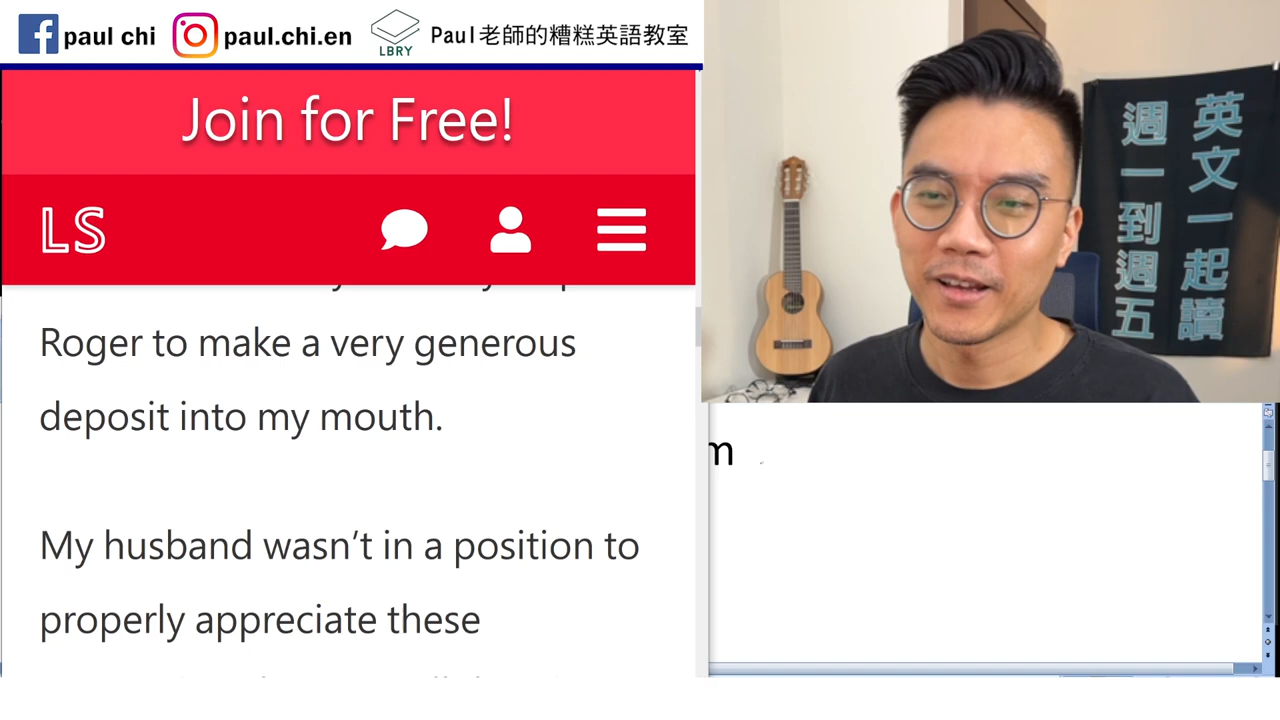 paul chi
paul.chi.en
LBRY
Paul老師的糟糕英語教室
Join for Free!
LS
Roger to make a very generous
deposit into my mouth.
My husband wasn't in a position to
properly appreciate these
m
英文一起讀
週一到週五